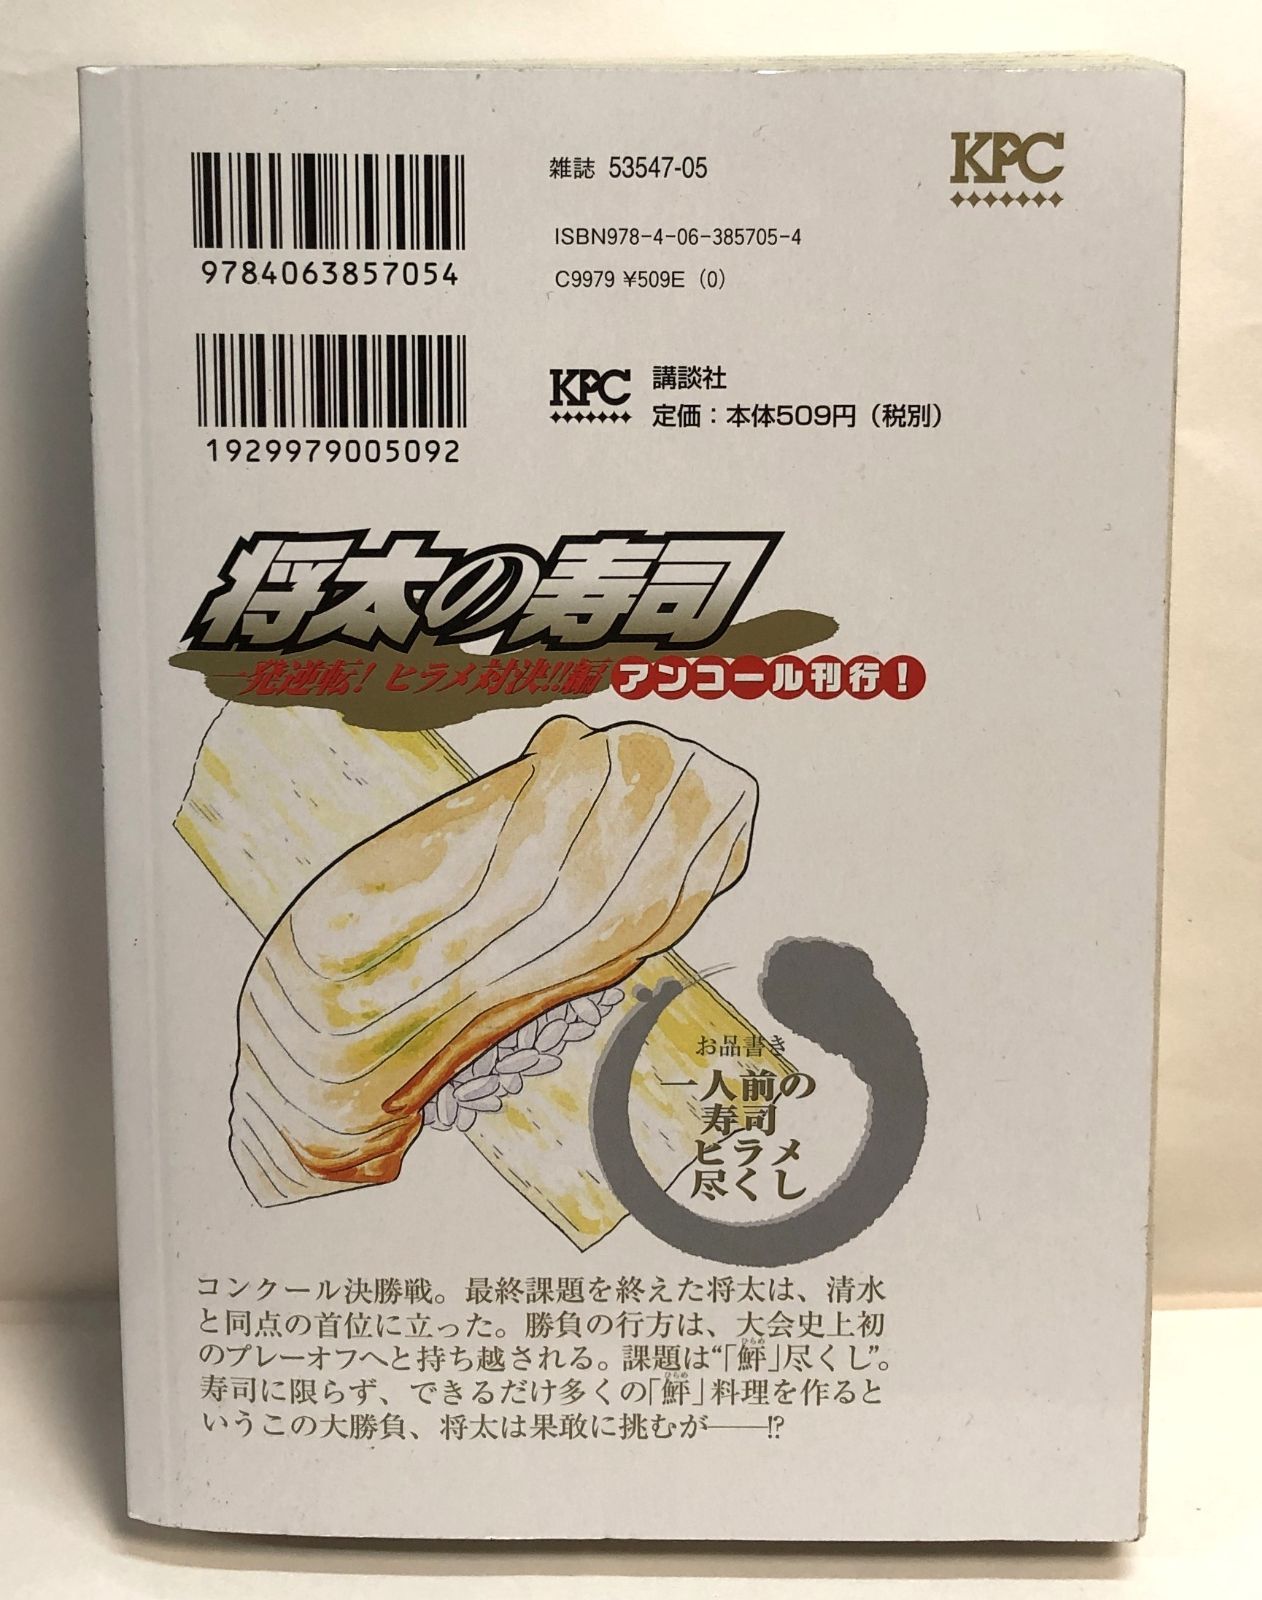 9784063857054
雑誌 53547-05
KPC
ISBN978-4-06-385705-4
C9979 ¥509E (0)
1929979005092
KPC 講談社
定価：本体509円（税別）
将太の寿司
一発逆転！ヒラメ対決!!編 アンコール刊行！
お品書き
一人前の
寿司
ヒラメ
尽くし
コンクール決勝戦。最終課題を終えた将太は、清水
と同点の首位に立った。勝負の行方は、大会史上初
のプレーオフへと持ち越される。課題は“「鮃」尽くし”。
寿司に限らず、できるだけ多くの「鮃」料理を作ると
いうこの大勝負、将太は果敢に挑むが――!?